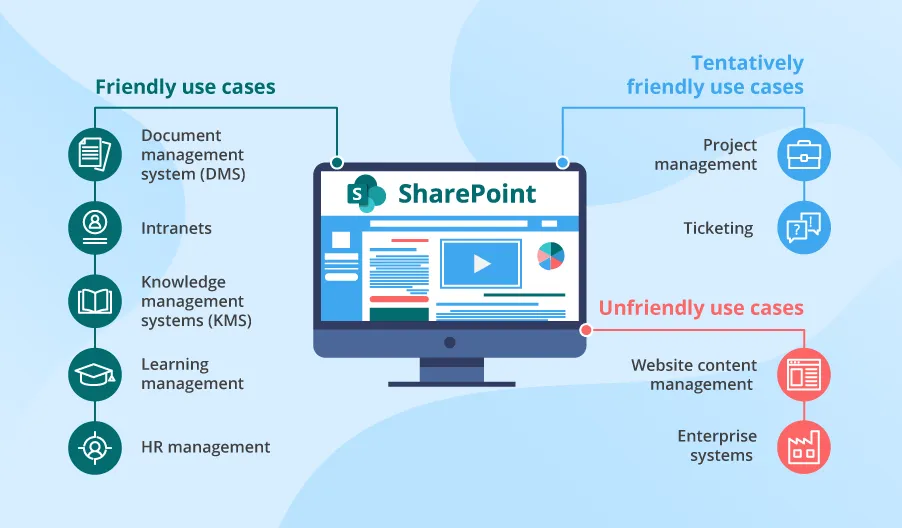 Friendly use cases
Document
management
system (DMS)
Intranets
Knowledge
management
systems (KMS)
Learning
management
HR management
S
SharePoint
Tentatively
friendly use cases
Project
management
Ticketing
?
!
Unfriendly use cases
Website content
management
Enterprise
systems